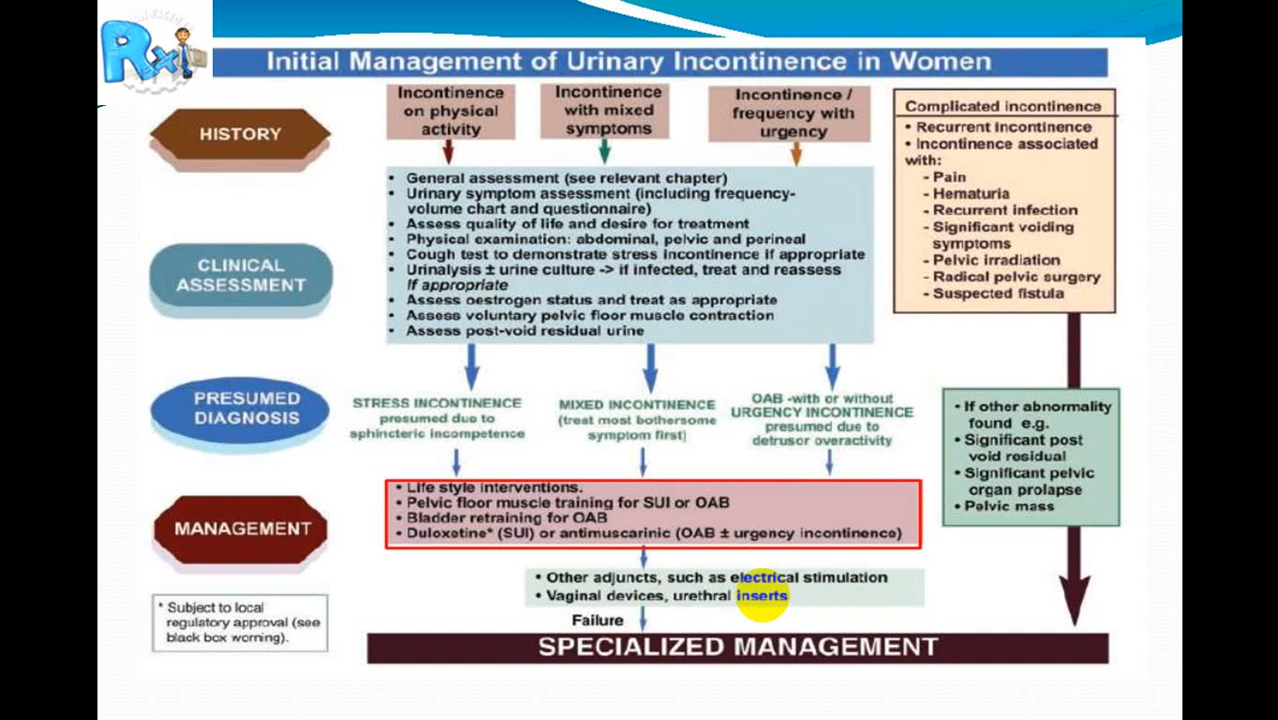 Rx
Initial Management of Urinary Incontinence in Women
HISTORY
Incontinence
on physical
activity
Incontinence
with mixed
symptoms
Incontinence /
frequency with
urgency
Complicated incontinence
• Recurrent incontinence
• Incontinence associated
with:
- Pain
- Hematuria
- Recurrent infection
- Significant voiding
symptoms
- Pelvic irradiation
- Radical pelvic surgery
- Suspected fistula
CLINICAL
ASSESSMENT
• General assessment (see relevant chapter)
• Urinary symptom assessment (including frequency-
volume chart and questionnaire)
• Assess quality of life and desire for treatment
• Physical examination: abdominal, pelvic and perineal
• Cough test to demonstrate stress incontinence if appropriate
• Urinalysis ± urine culture -> if infected, treat and reassess
If appropriate
• Assess oestrogen status and treat as appropriate
• Assess voluntary pelvic floor muscle contraction
• Assess post-void residual urine
PRESUMED
DIAGNOSIS
STRESS INCONTINENCE
presumed due to
sphincteric incompetence
MIXED INCONTINENCE
(treat most bothersome
symptom first)
OAB -with or without
URGENCY INCONTINENCE
presumed due to
detrusor overactivity
• If other abnormality
found e.g.
• Significant post
void residual
• Significant pelvic
organ prolapse
• Pelvic mass
MANAGEMENT
• Life style interventions.
• Pelvic floor muscle training for SUI or OAB
• Bladder retraining for OAB
• Duloxetine* (SUI) or antimuscarinic (OAB ± urgency incontinence)
• Other adjuncts, such as electrical stimulation
• Vaginal devices, urethral inserts
* Subject to local
regulatory approval (see
black box worning).
Failure
SPECIALIZED MANAGEMENT